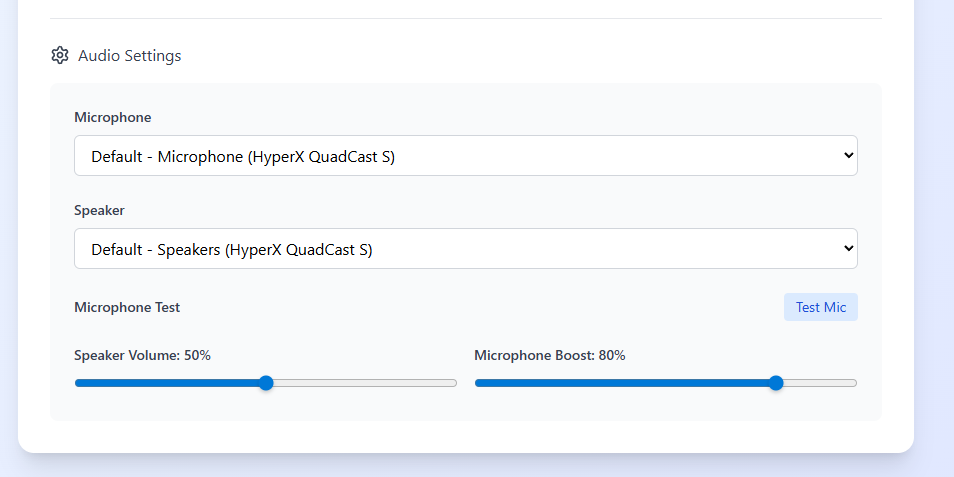 Audio Settings
Microphone
Default - Microphone (HyperX QuadCast S)
Speaker
Default - Speakers (HyperX QuadCast S)
Microphone Test
Test Mic
Speaker Volume: 50%
Microphone Boost: 80%